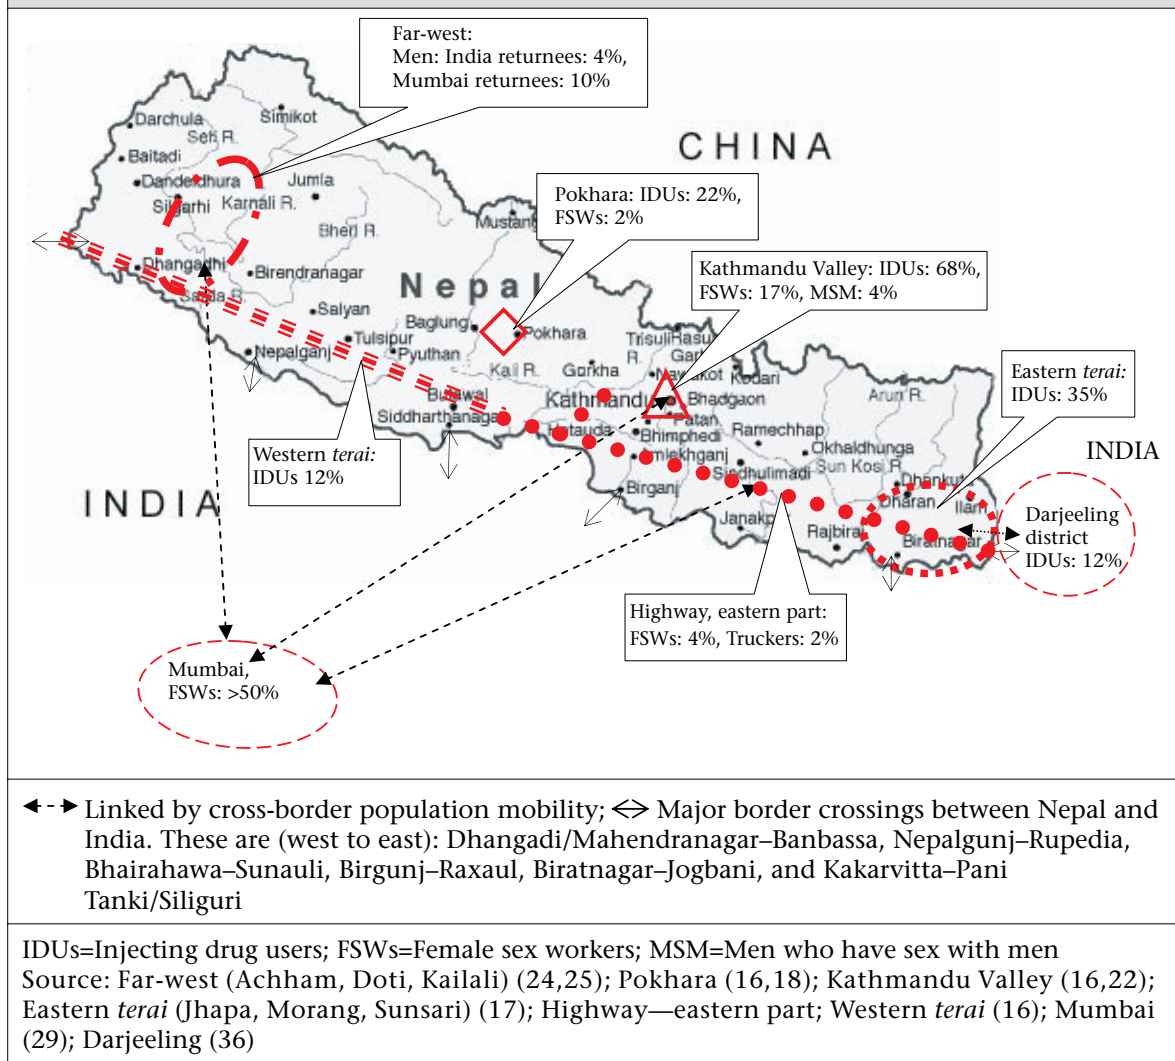 Far-west:
Men: India returnees: 4%,
Mumbai returnees: 10%
CHINA
Pokhara: IDUs: 22%,
FSWs: 2%
Kathmandu Valley: IDUs: 68%,
FSWs: 17%, MSM: 4%
Eastern terai:
IDUs: 35%
INDIA
Darjeeling
district
IDUs: 12%
Western terai:
IDUs 12%
INDIA
Highway, eastern part:
FSWs: 4%, Truckers: 2%
Mumbai,
FSWs: >50%
Nepal
Darchula
Seti R.
Simikot
Baitadi
Dandeldhura
Jumla
Silgarhi
Karnali R.
Bheri R.
Mustang
Dhangadhi
Birendranagar
Salyan
Tulsipur
Nepalganj
Pyuthan
Baglung
Pokhara
Kali R.
Gorkha
Trisuli
R.
Kodari
Siddharthanagar
Kathmandu
Bhadgaon
Patan
Bhimphedi
Ramechhap
Arun R.
Okhaldhunga
Sun Kosi R.
Sindhulimadi
Birganj
Rajbiraj
Dhankuta
Dharan
Ilam
Biratnagar
Linked by cross-border population mobility; Major border crossings between Nepal and
India. These are (west to east): Dhangadi/Mahendranagar–Banbassa, Nepalgunj–Rupedia,
Bhairahawa–Sunauli, Birgunj–Raxaul, Biratnagar–Jogbani, and Kakarvitta–Pani
Tanki/Siliguri
IDUs=Injecting drug users; FSWs=Female sex workers; MSM=Men who have sex with men
Source: Far-west (Achham, Doti, Kailali) (24,25); Pokhara (16,18); Kathmandu Valley (16,22);
Eastern terai (Jhapa, Morang, Sunsari) (17); Highway—eastern part; Western terai (16); Mumbai
(29); Darjeeling (36)